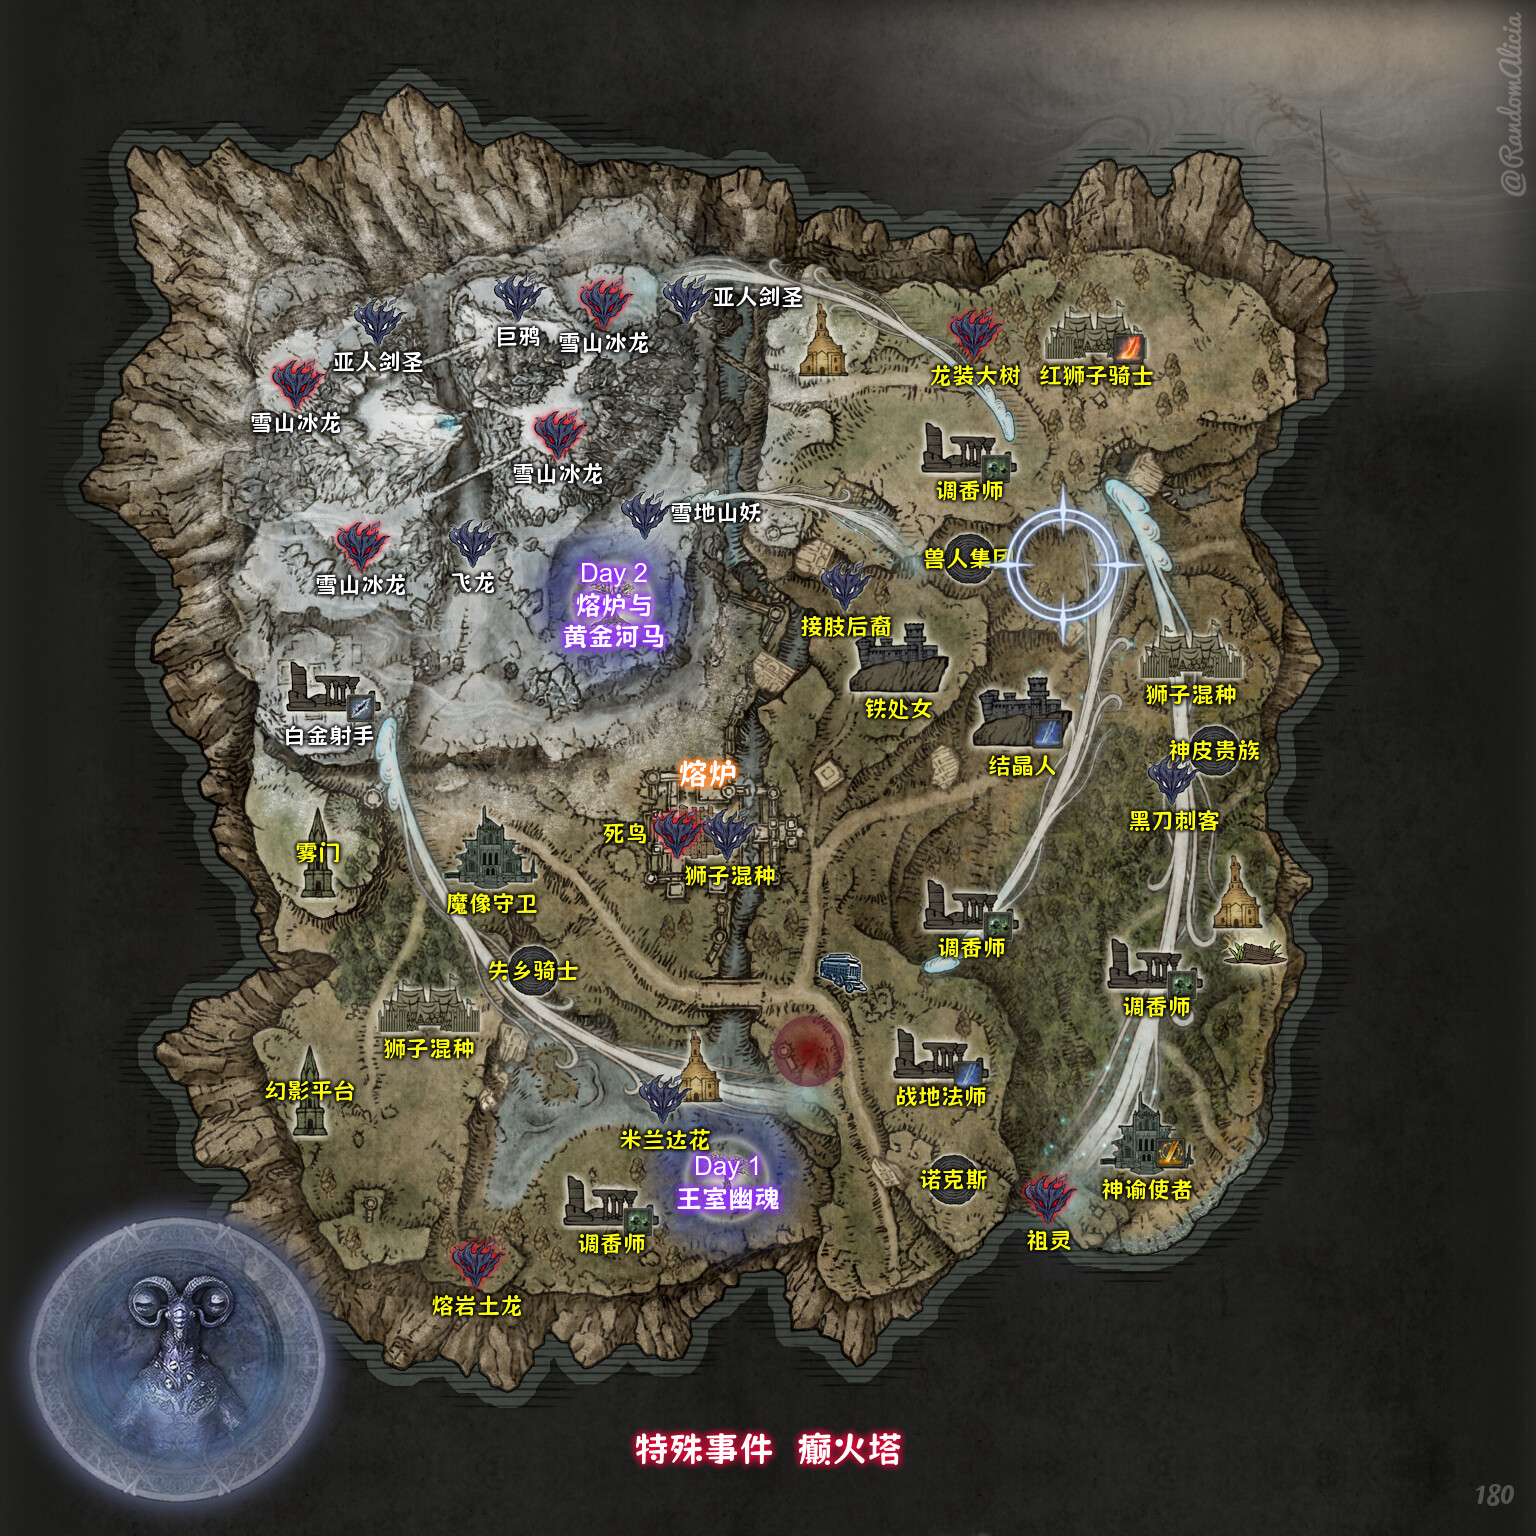 @RandomAlicia
亚人剑圣
巨鸦
雪山冰龙
亚人剑圣
雪山冰龙
龙装大树
红狮子骑士
雪山冰龙
调香师
雪地山妖
兽人集团
雪山冰龙
飞龙
Day 2
熔炉与
黄金河马
接肢后裔
铁处女
狮子混种
白金射手
结晶人
神皮贵族
熔炉
黑刀刺客
死鸟
狮子混种
雾门
魔像守卫
调香师
失乡骑士
调香师
狮子混种
幻影平台
战地法师
米兰达花
Day 1
王室幽魂
诺克斯
神谕使者
调香师
祖灵
熔岩土龙
特殊事件 癫火塔
180